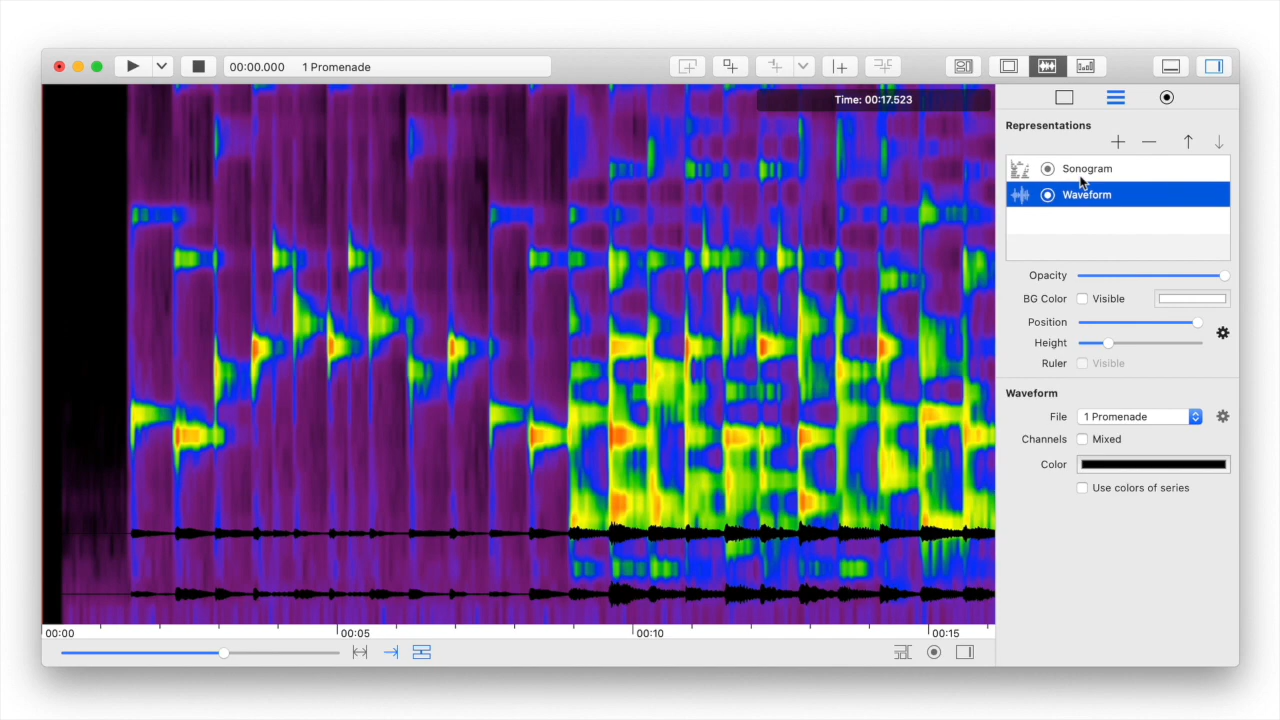 00:00.000 1 Promenade
Time: 00:17.523
Representations
Sonogram
Waveform
Opacity
BG Color Visible
Position
Height
Ruler Visible
Waveform
File 1 Promenade
Channels Mixed
Color
Use colors of series
00:00 00:05 00:10 00:15